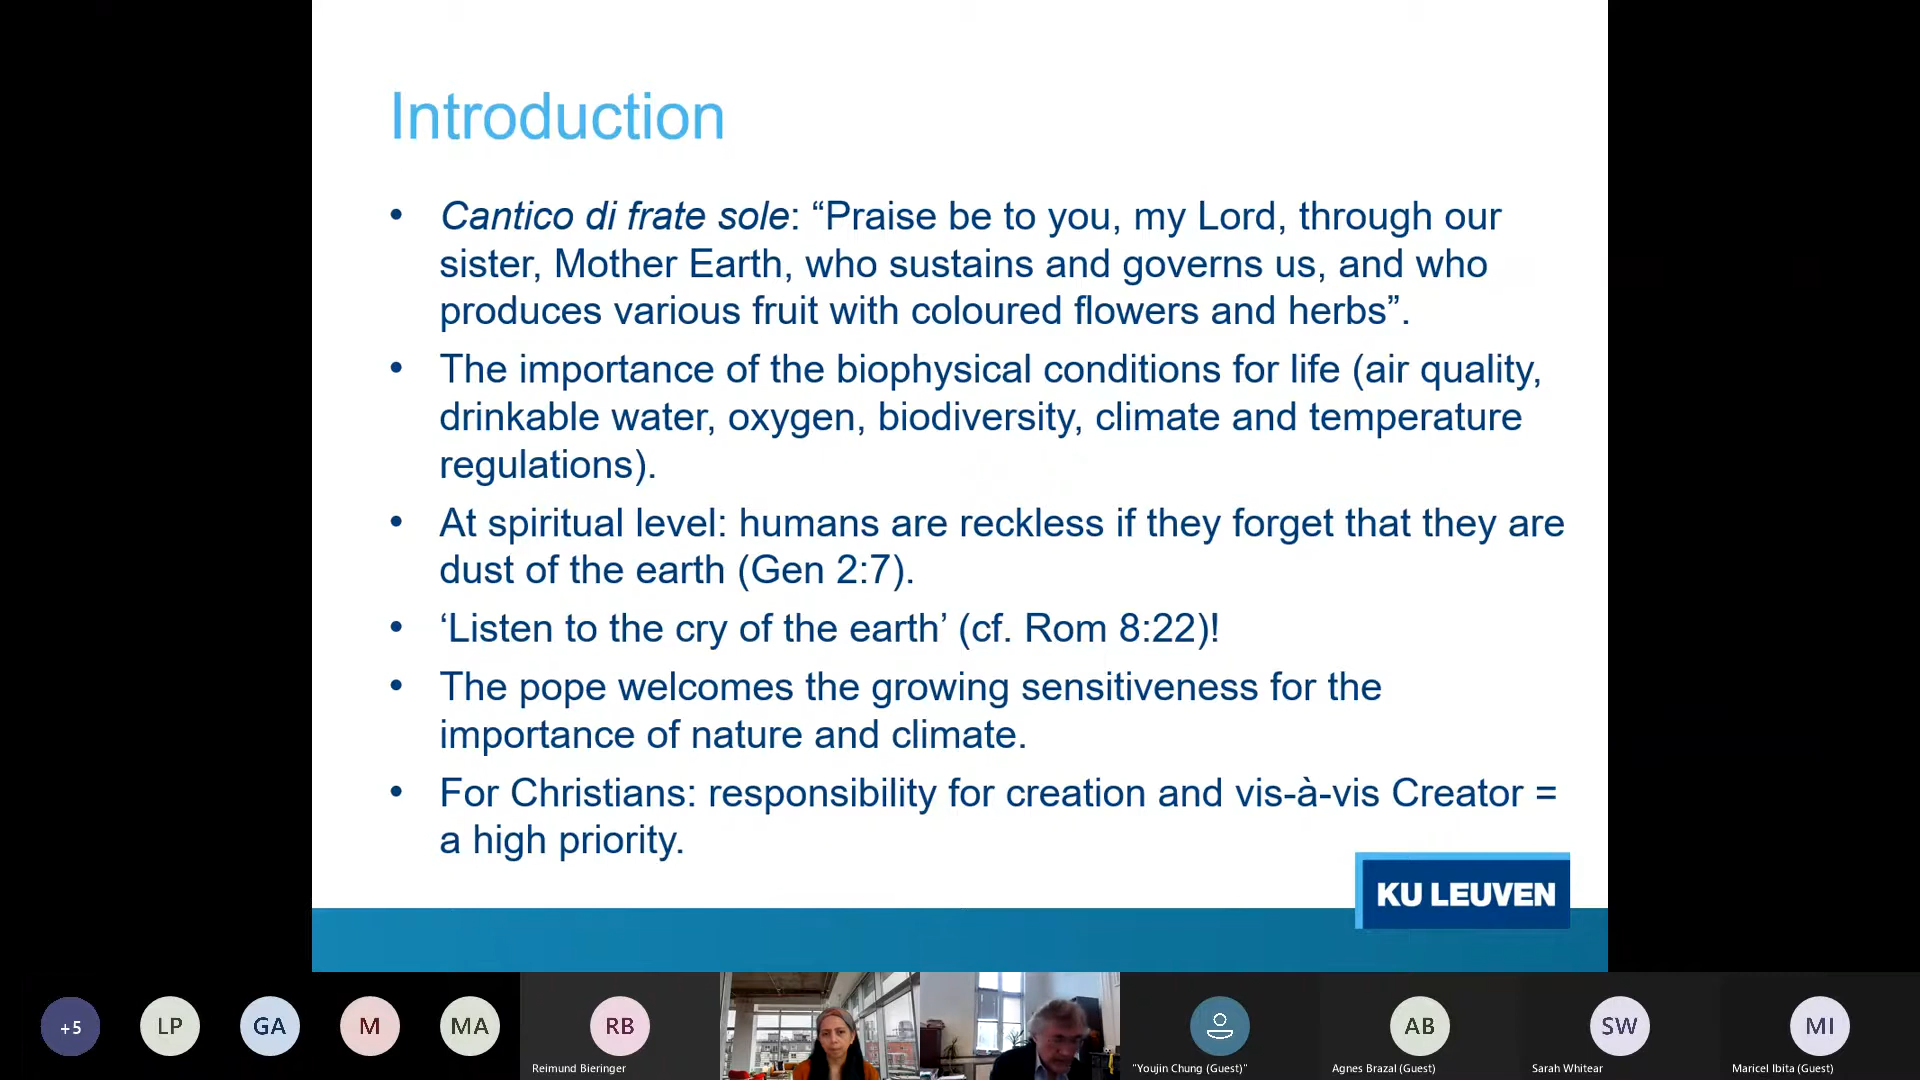 Introduction
• Cantico di frate sole: “Praise be to you, my Lord, through our
sister, Mother Earth, who sustains and governs us, and who
produces various fruit with coloured flowers and herbs”.
• The importance of the biophysical conditions for life (air quality,
drinkable water, oxygen, biodiversity, climate and temperature
regulations).
• At spiritual level: humans are reckless if they forget that they are
dust of the earth (Gen 2:7).
• ‘Listen to the cry of the earth’ (cf. Rom 8:22)!
• The pope welcomes the growing sensitiveness for the
importance of nature and climate.
• For Christians: responsibility for creation and vis-à-vis Creator =
a high priority.
KU LEUVEN
+5 LP GA M MA RB AB SW MI
Reimund Bieringer "Youjin Chung (Guest)" Agnes Brazal (Guest) Sarah Whitear Maricel Ibita (Guest)